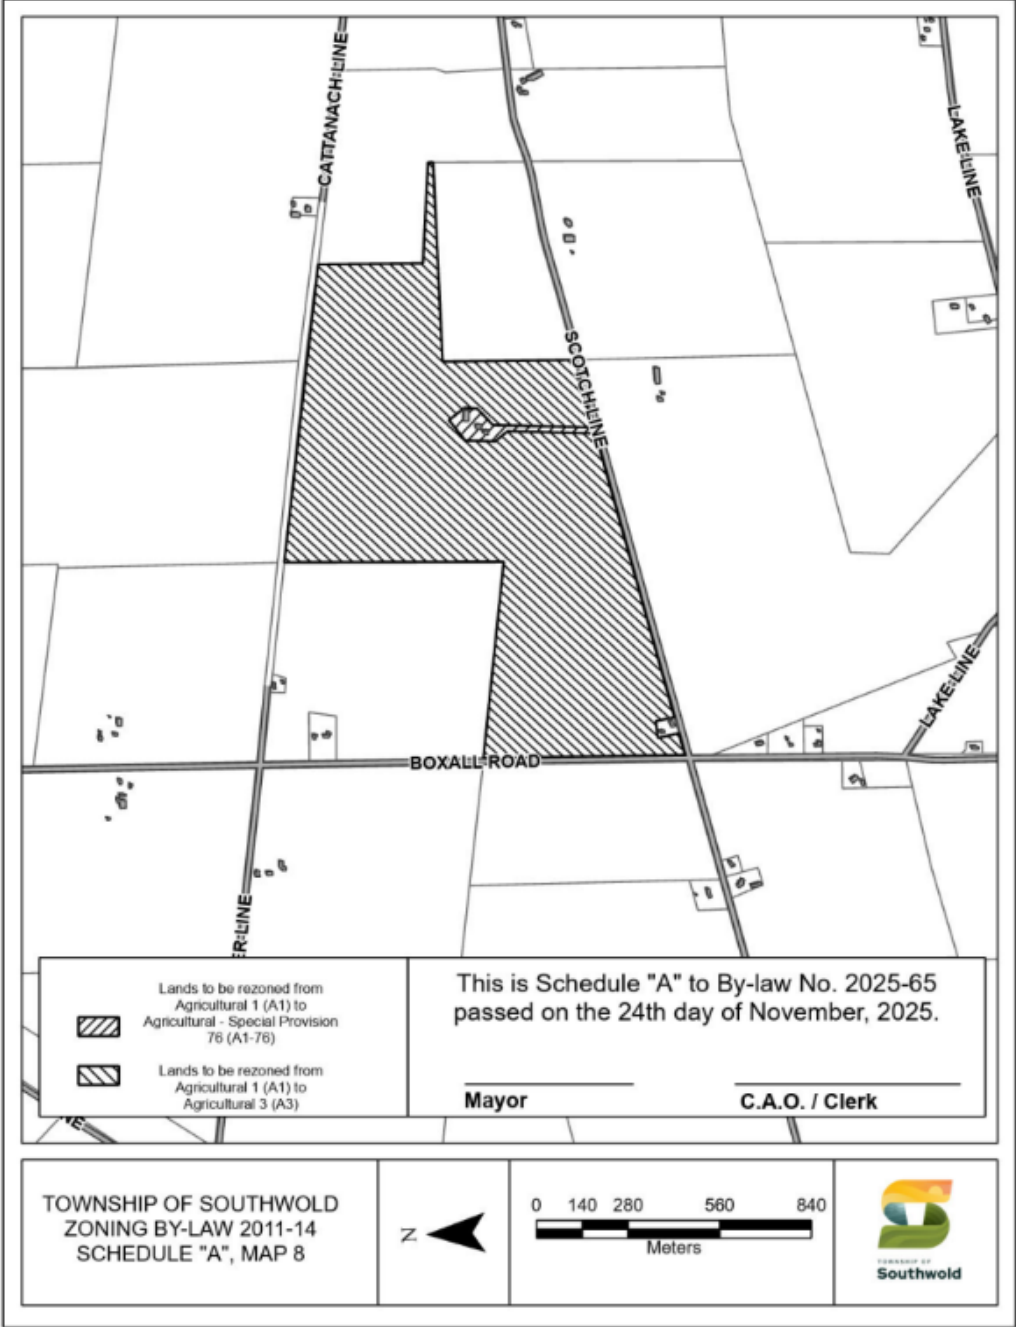 CATTANACH LINE
LAKE LINE
SCOTCH LINE
LAKE LINE
BOXALL ROAD
ER LINE
NE
Lands to be rezoned from
Agricultural 1 (A1) to
Agricultural - Special Provision
76 (A1-76)
Lands to be rezoned from
Agricultural 1 (A1) to
Agricultural 3 (A3)
This is Schedule "A" to By-law No. 2025-65
passed on the 24th day of November, 2025.
Mayor
C.A.O. / Clerk
TOWNSHIP OF SOUTHWOLD
ZONING BY-LAW 2011-14
SCHEDULE "A", MAP 8
N
0 140 280 560 840
Meters
TOWNSHIP OF
Southwold